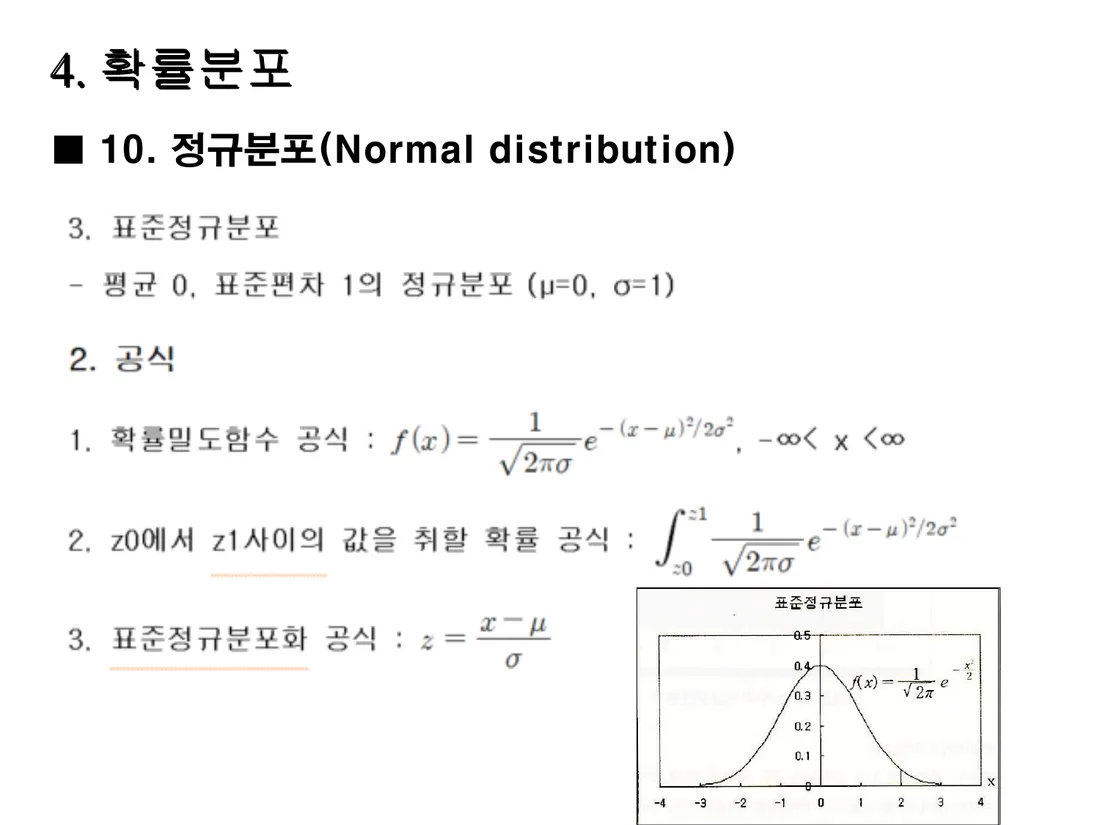 4. 확률분포
■ 10. 정규분포(Normal distribution)
3. 표준정규분포
- 평균 0, 표준편차 1의 정규분포 (μ=0, σ=1)
2. 공식
1. 확률밀도함수 공식 : f(x) = 1/√(2πσ) e^(-(x-μ)²/2σ²), -∞< x <∞
2. z0에서 z1사이의 값을 취할 확률 공식 : ∫_z0^z1 1/√(2πσ) e^(-(x-μ)²/2σ²)
3. 표준정규분포화 공식 : z = (x-μ)/σ
표준정규분포
0.5
0.4
f(x) = 1/√(2π) e^(-x²/2)
0.3
0.2
0.1
0
x
-4 -3 -2 -1 0 1 2 3 4